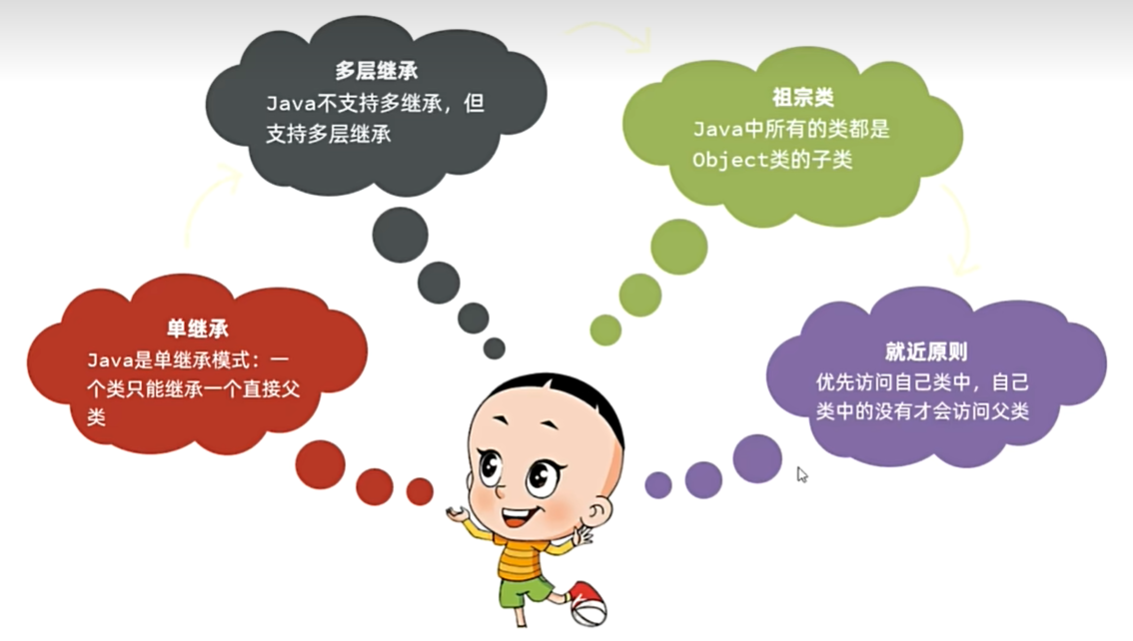 单继承
Java是单继承模式：一
个类只能继承一个直接父
类
多层继承
Java不支持多继承，但
支持多层继承
祖宗类
Java中所有的类都是
Object类的子类
就近原则
优先访问自己类中，自己
类中的没有才会访问父类